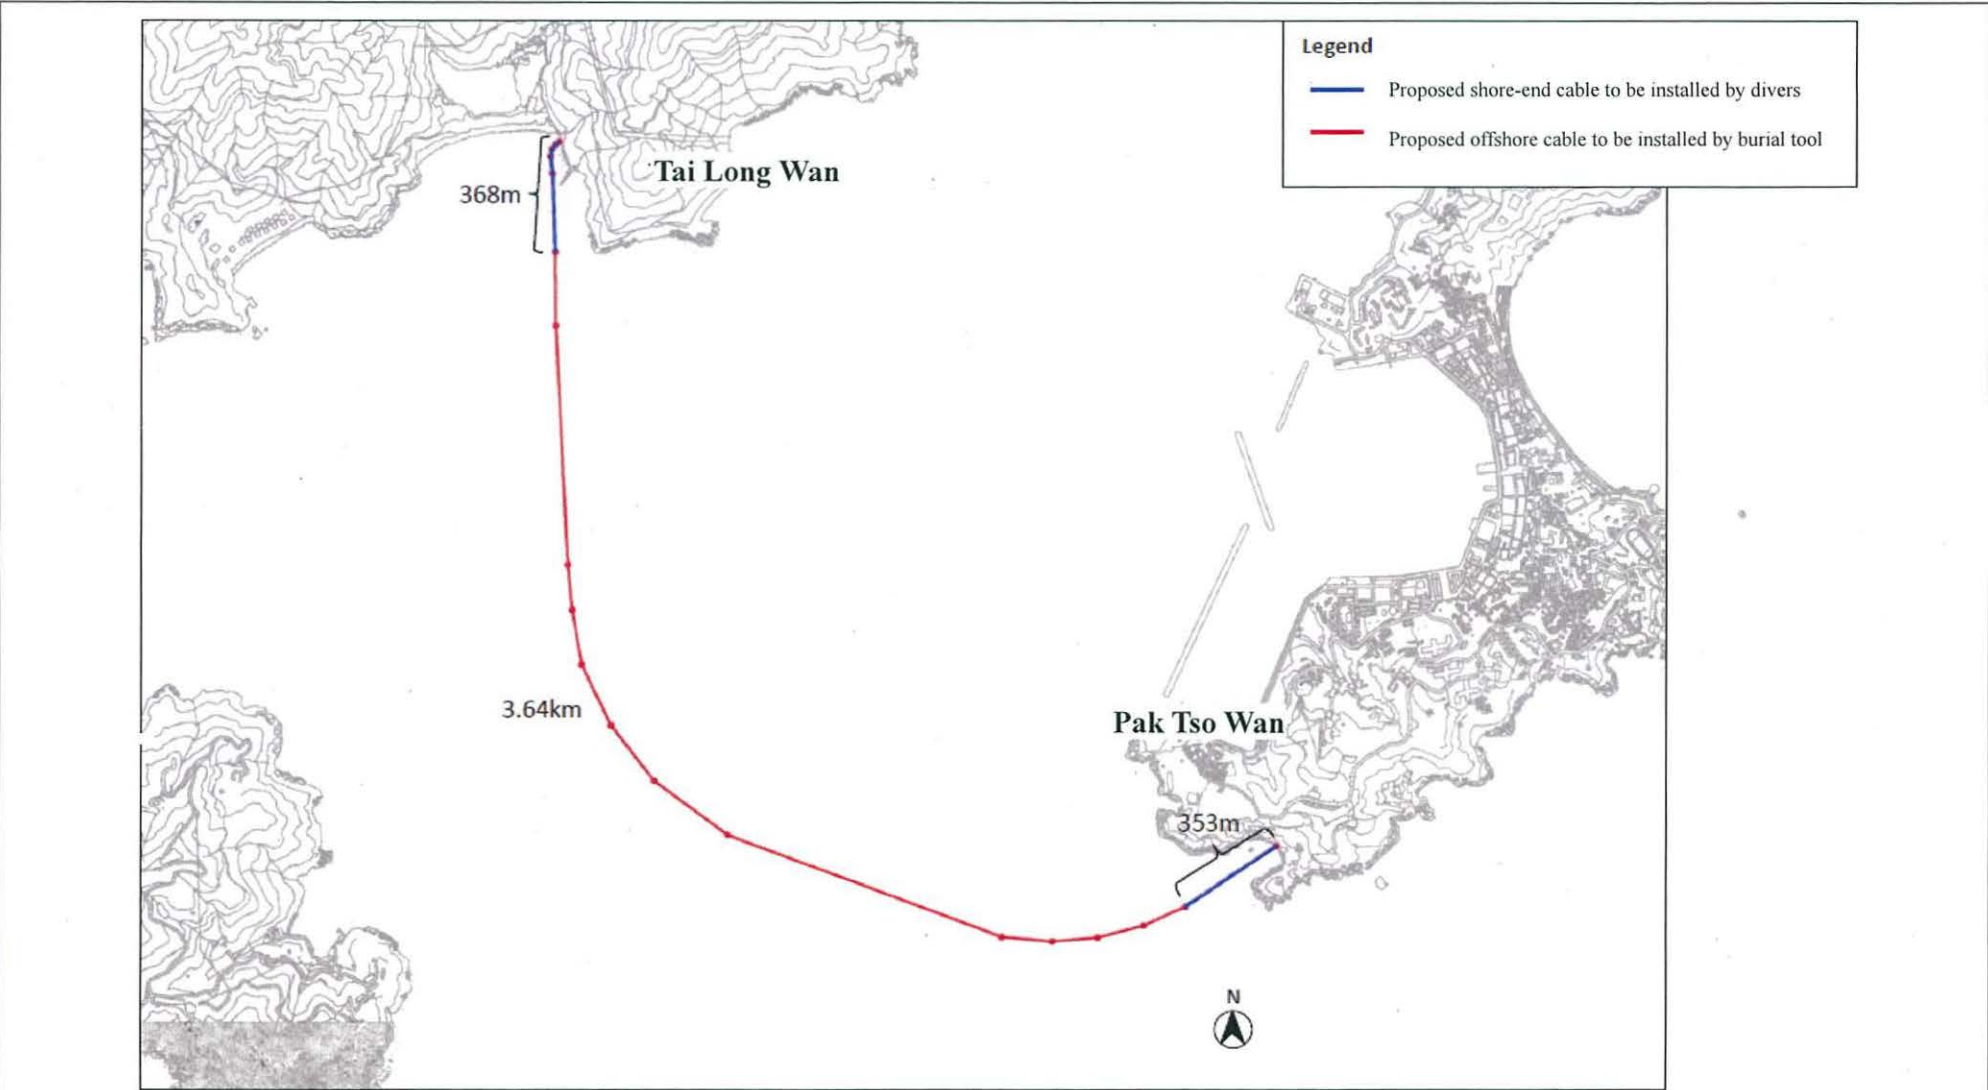 Legend
Proposed shore-end cable to be installed by divers
Proposed offshore cable to be installed by burial tool
Tai Long Wan
368m
3.64km
Pak Tso Wan
353m
N